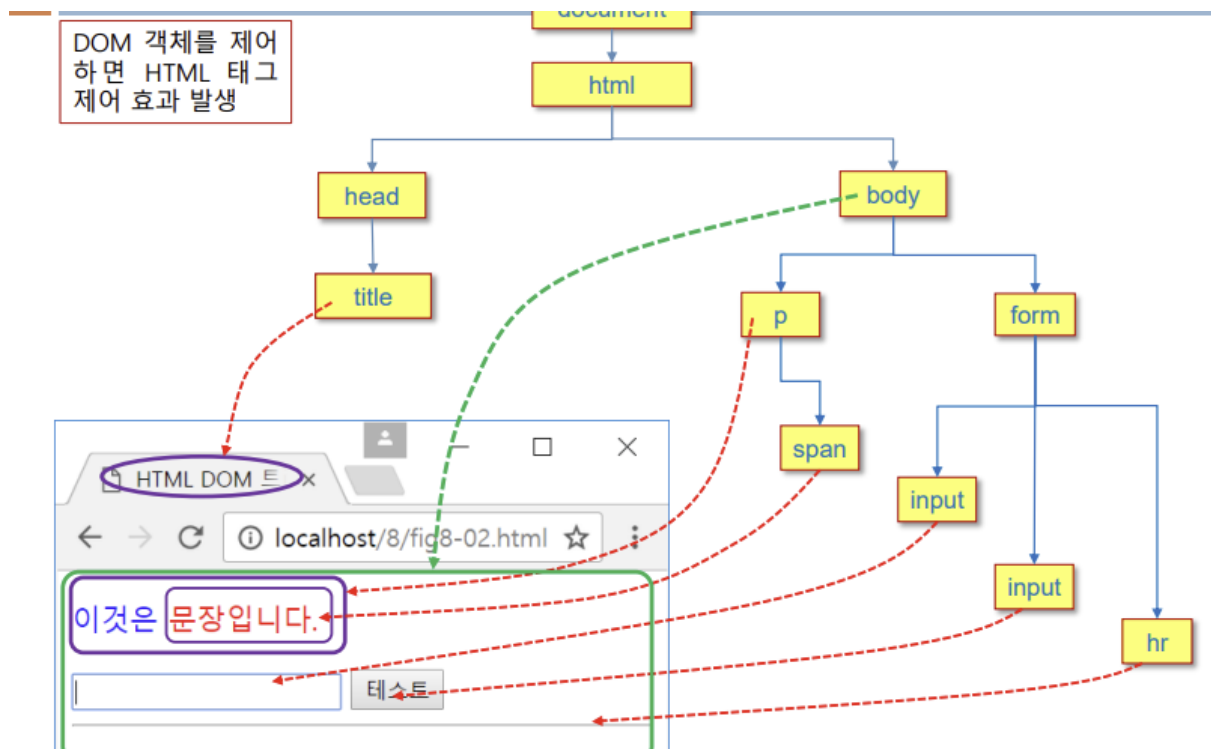 document
DOM 객체를 제어
하면 HTML 태그
제어 효과 발생
html
head
body
title
p
form
span
input
input
hr
HTML DOM 트
localhost/8/fig8-02.html
이것은 문장입니다.
테스트